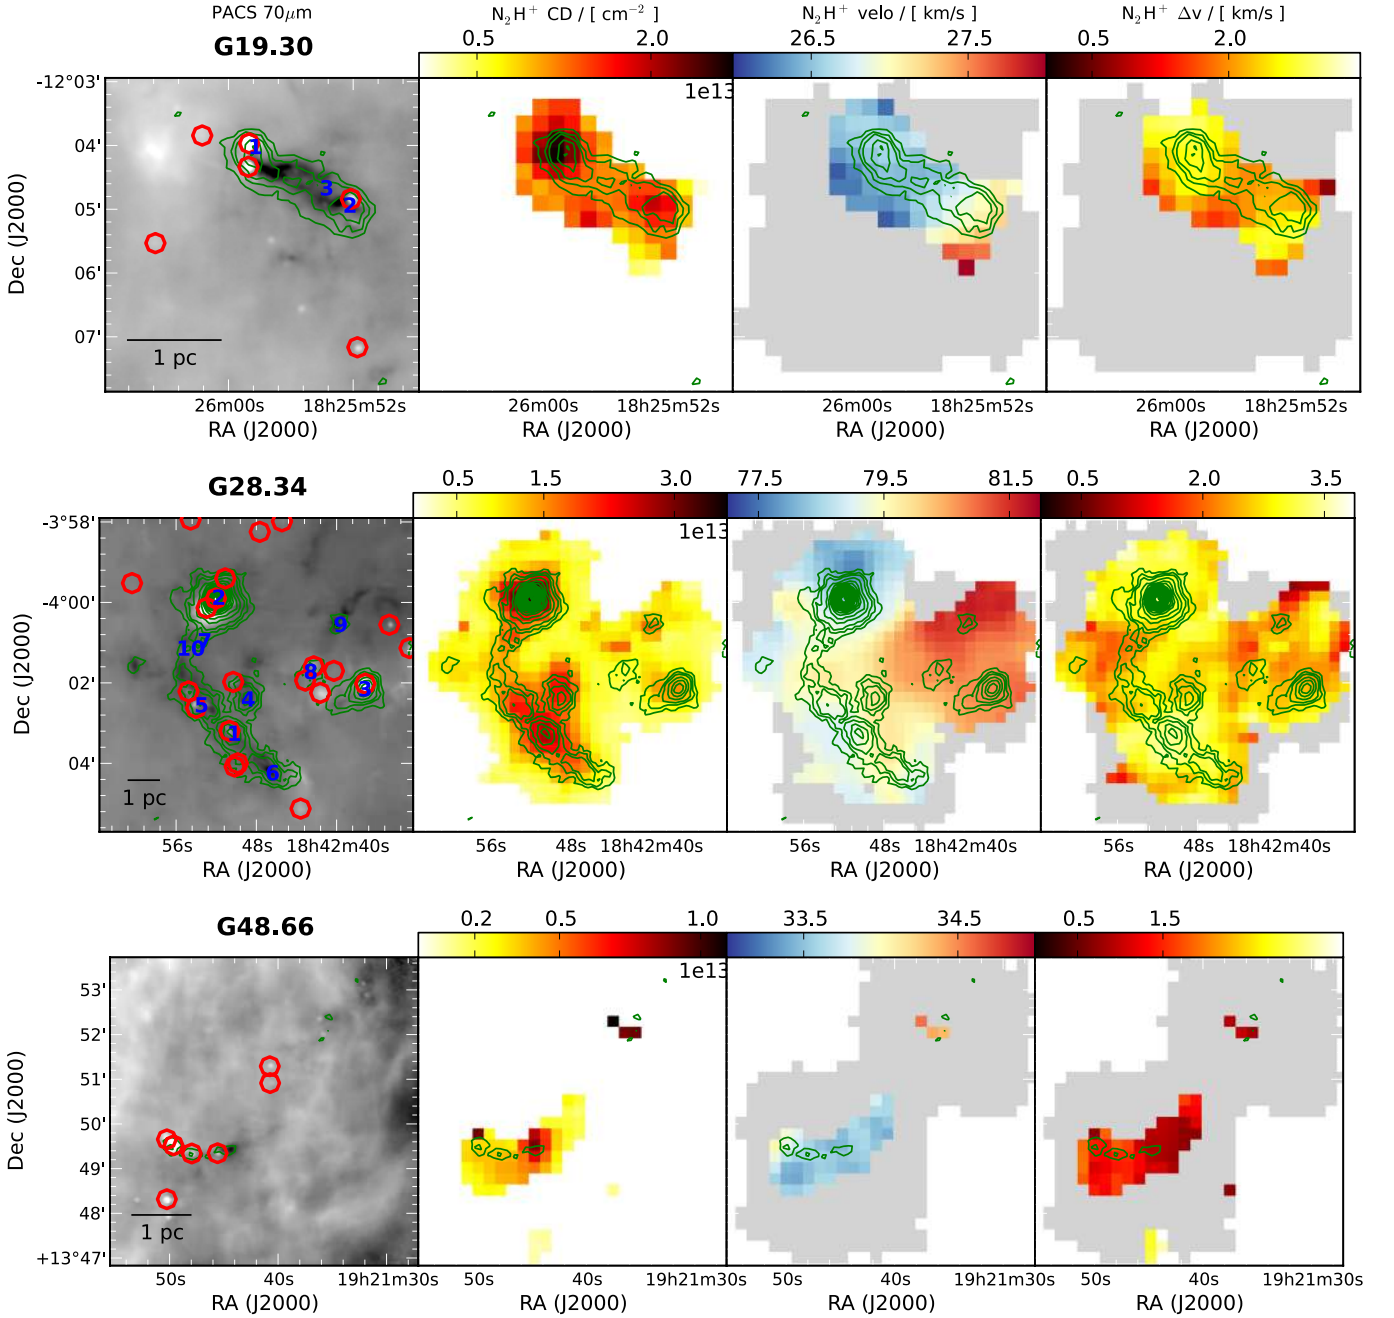 PACS 70μm
N₂H⁺ CD / [ cm⁻² ]
N₂H⁺ velo / [ km/s ]
N₂H⁺ Δv / [ km/s ]
G19.30
0.5 2.0
26.5 27.5
0.5 2.0
1e13
-12°03'
04'
05'
06'
07'
Dec (J2000)
1
3
2
1 pc
26m00s 18h25m52s
26m00s 18h25m52s
26m00s 18h25m52s
26m00s 18h25m52s
RA (J2000)
RA (J2000)
RA (J2000)
RA (J2000)
G28.34
0.5 1.5 3.0
77.5 79.5 81.5
0.5 2.0 3.5
1e13
-3°58'
-4°00'
02'
04'
Dec (J2000)
2
9
7
10
8
3
4
5
1
6
1 pc
56s 48s 18h42m40s
56s 48s 18h42m40s
56s 48s 18h42m40s
56s 48s 18h42m40s
RA (J2000)
RA (J2000)
RA (J2000)
RA (J2000)
G48.66
0.2 0.5 1.0
33.5 34.5
0.5 1.5
1e13
53'
52'
51'
50'
49'
48'
+13°47'
Dec (J2000)
1 pc
50s 40s 19h21m30s
50s 40s 19h21m30s
50s 40s 19h21m30s
50s 40s 19h21m30s
RA (J2000)
RA (J2000)
RA (J2000)
RA (J2000)